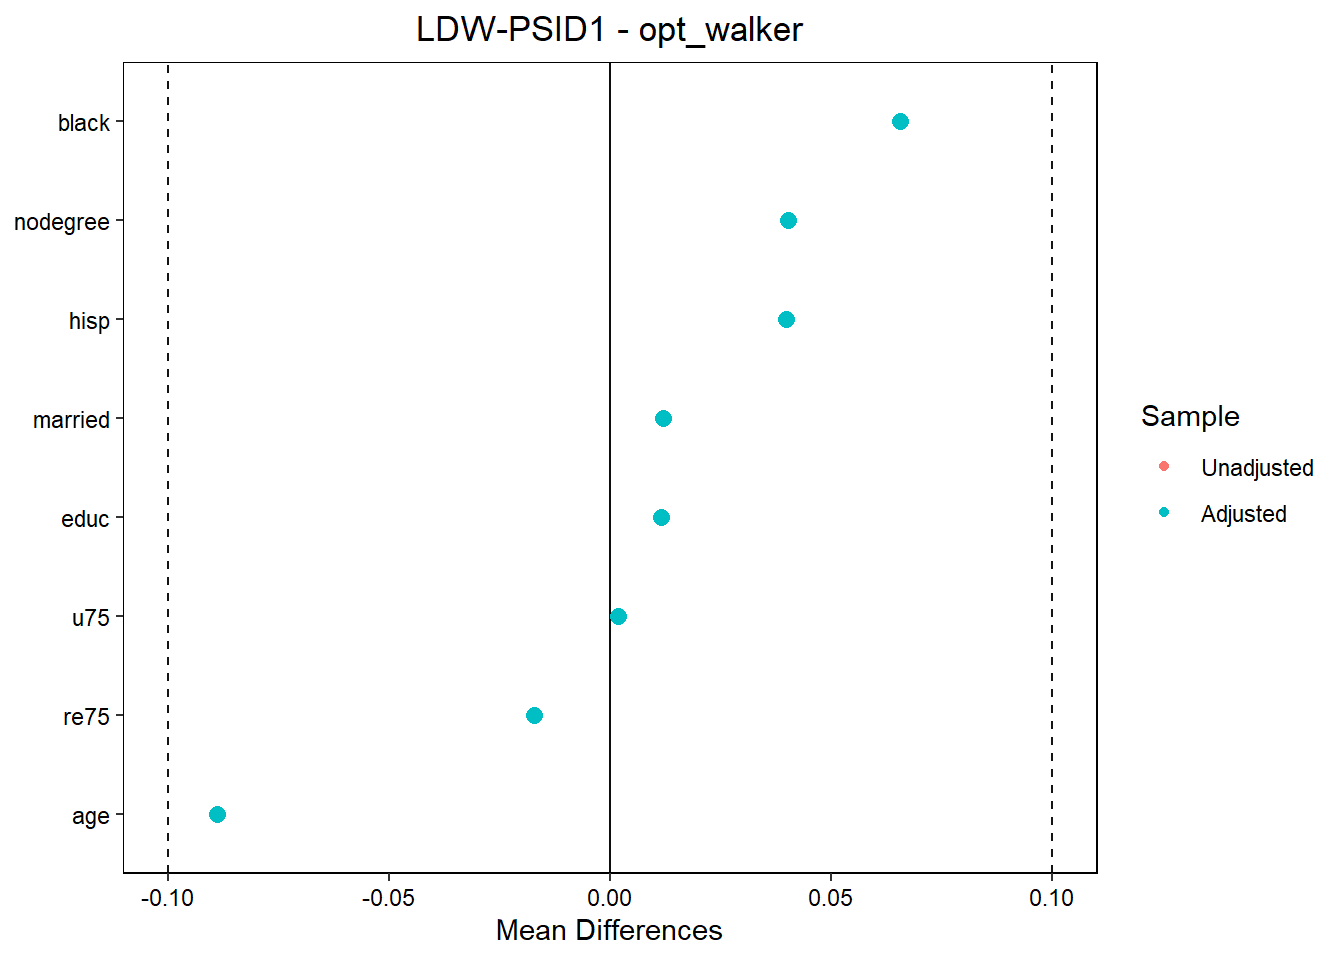 LDW-PSID1 - opt_walker
black
nodegree
hisp
married
educ
u75
re75
age
-0.10 -0.05 0.00 0.05 0.10
Mean Differences
Sample
Unadjusted
Adjusted